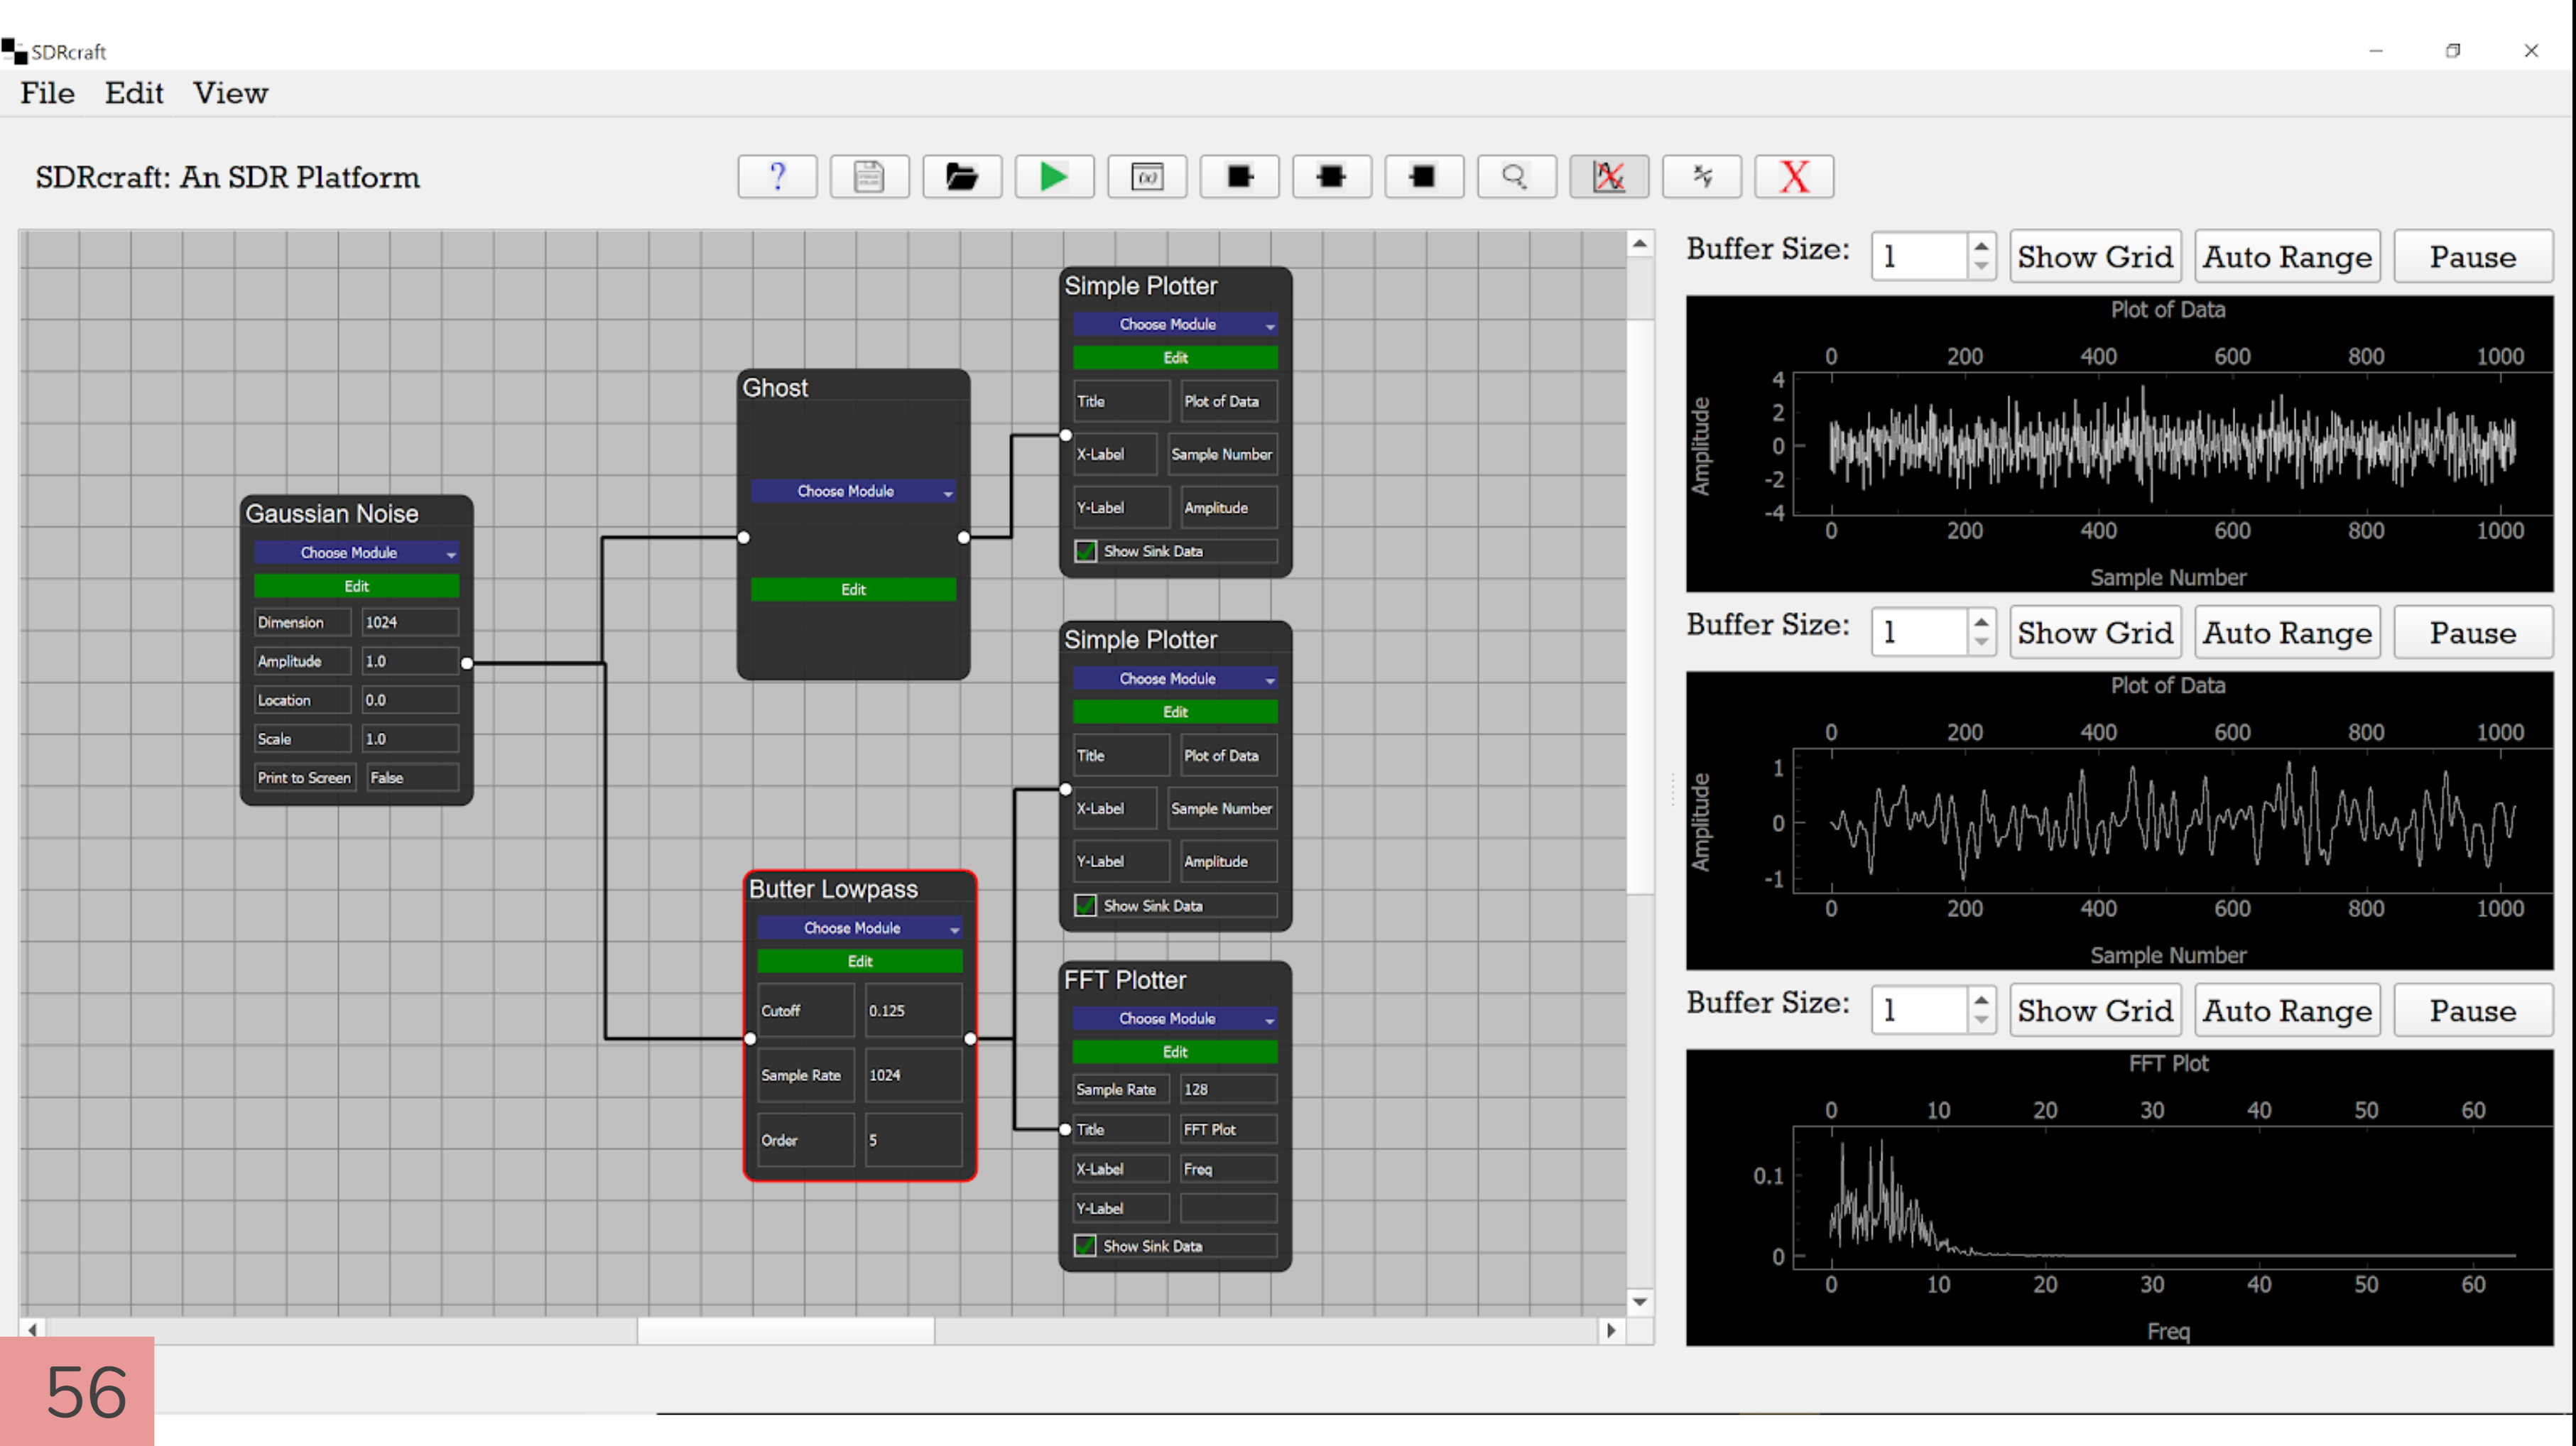 SDRcraft
File Edit View
SDRcraft: An SDR Platform
?
(x)
x/y
X
Gaussian Noise
Choose Module
Edit
Dimension 1024
Amplitude 1.0
Location 0.0
Scale 1.0
Print to Screen False
Ghost
Choose Module
Edit
Butter Lowpass
Choose Module
Edit
Cutoff 0.125
Sample Rate 1024
Order 5
Simple Plotter
Choose Module
Edit
Title Plot of Data
X-Label Sample Number
Y-Label Amplitude
Show Sink Data
Simple Plotter
Choose Module
Edit
Title Plot of Data
X-Label Sample Number
Y-Label Amplitude
Show Sink Data
FFT Plotter
Choose Module
Edit
Sample Rate 128
Title FFT Plot
X-Label Freq
Y-Label
Show Sink Data
Buffer Size: 1 Show Grid Auto Range Pause
Plot of Data
0 200 400 600 800 1000
4
2
0
-2
-4
Amplitude
0 200 400 600 800 1000
Sample Number
Buffer Size: 1 Show Grid Auto Range Pause
Plot of Data
0 200 400 600 800 1000
1
0
-1
Amplitude
0 200 400 600 800 1000
Sample Number
Buffer Size: 1 Show Grid Auto Range Pause
FFT Plot
0 10 20 30 40 50 60
0.1
0
0 10 20 30 40 50 60
Freq
56